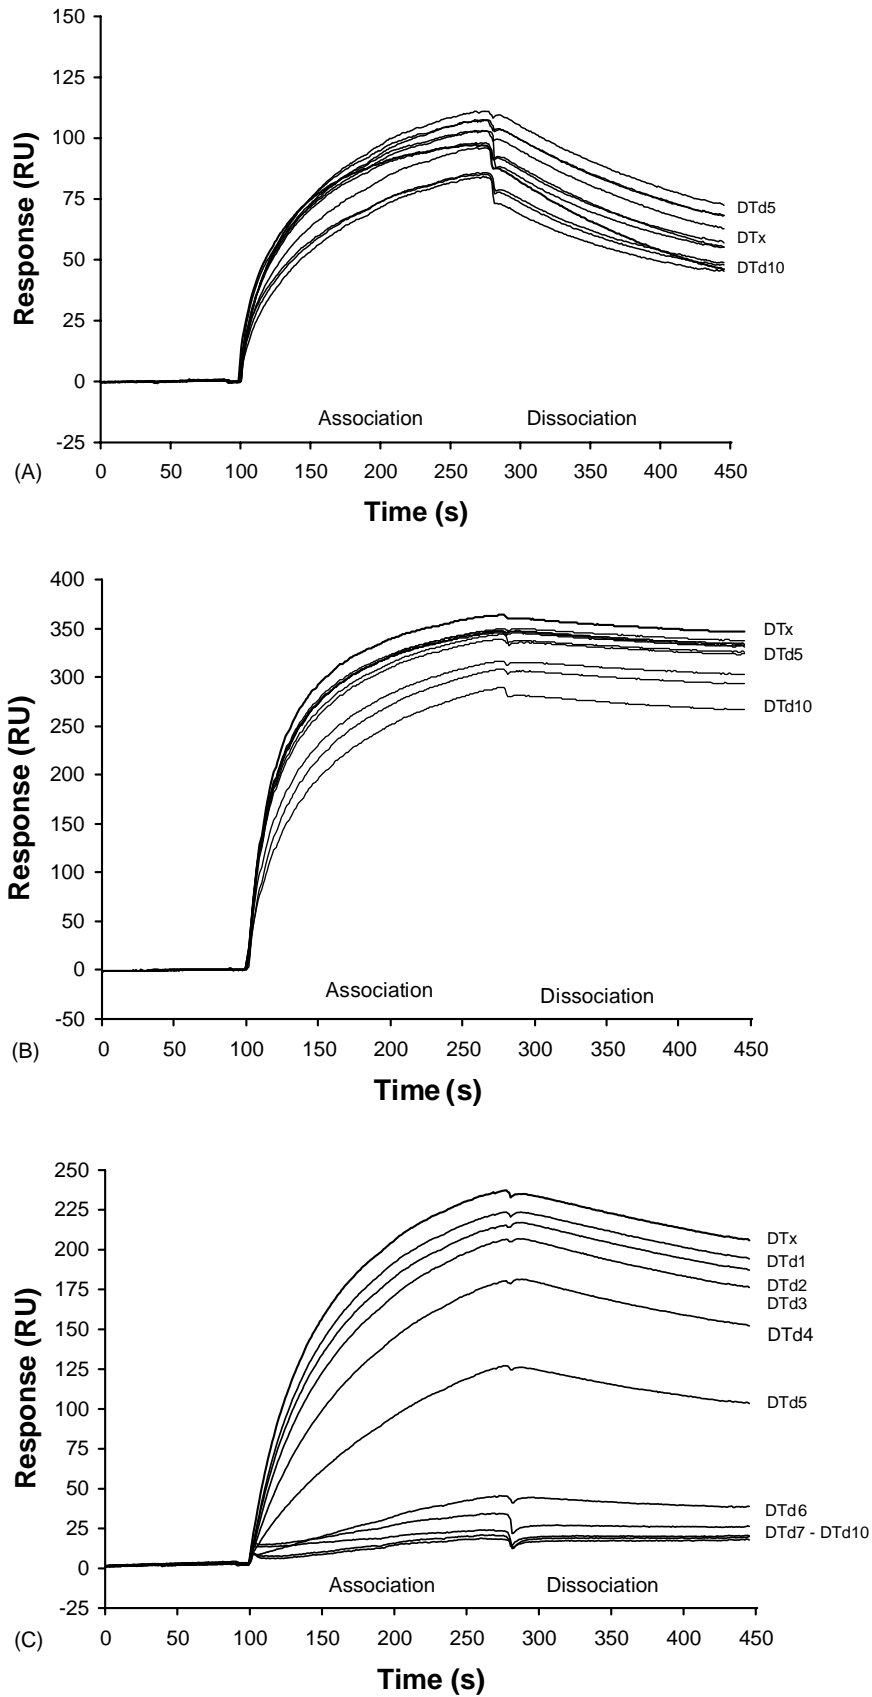 150
125
100
75
50
25
0
-25
Response (RU)
DTd5
DTx
DTd10
Association Dissociation
(A)
0 50 100 150 200 250 300 350 400 450
Time (s)
400
350
300
250
200
150
100
50
0
-50
Response (RU)
DTx
DTd5
DTd10
Association Dissociation
(B)
0 50 100 150 200 250 300 350 400 450
Time (s)
250
225
200
175
150
125
100
75
50
25
0
-25
Response (RU)
DTx
DTd1
DTd2
DTd3
DTd4
DTd5
DTd6
DTd7 - DTd10
Association Dissociation
(C)
0 50 100 150 200 250 300 350 400 450
Time (s)